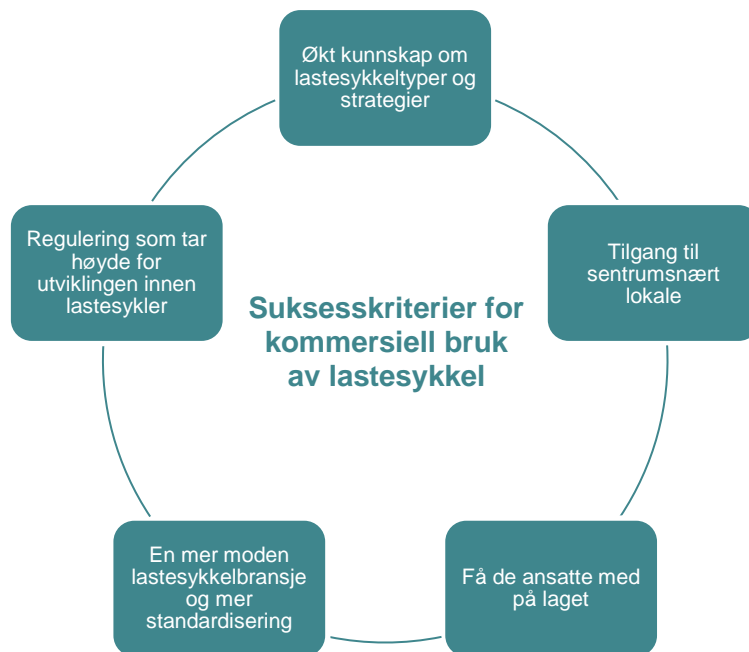 Økt kunnskap om
lastesykkeltyper og
strategier
Regulering som tar
høyde for
utviklingen innen
lastesykler
Tilgang til
sentrumsnært
lokale
Suksesskriterier for
kommersiell bruk
av lastesykkel
En mer moden
lastesykkelbransje
og mer
standardisering
Få de ansatte med
på laget